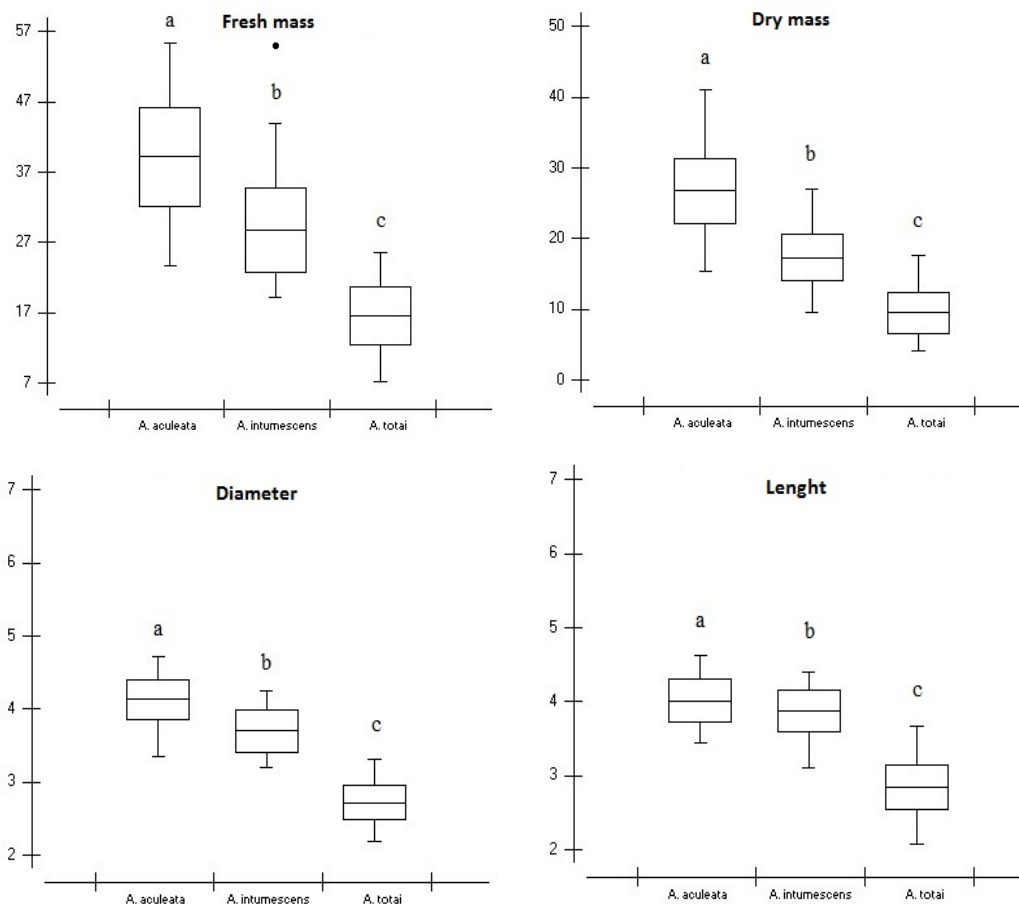 Fresh mass
57
47
37
27
17
7
a
b
c
A. aculeata
A. intumescens
A. totai
Dry mass
50
40
30
20
10
0
a
b
c
A. aculeata
A. intumescens
A. totai
Diameter
7
6
5
4
3
2
a
b
c
A. aculeata
A. intumescens
A. totai
Lenght
7
6
5
4
3
2
a
b
c
A. aculeata
A. intumescens
A. totai